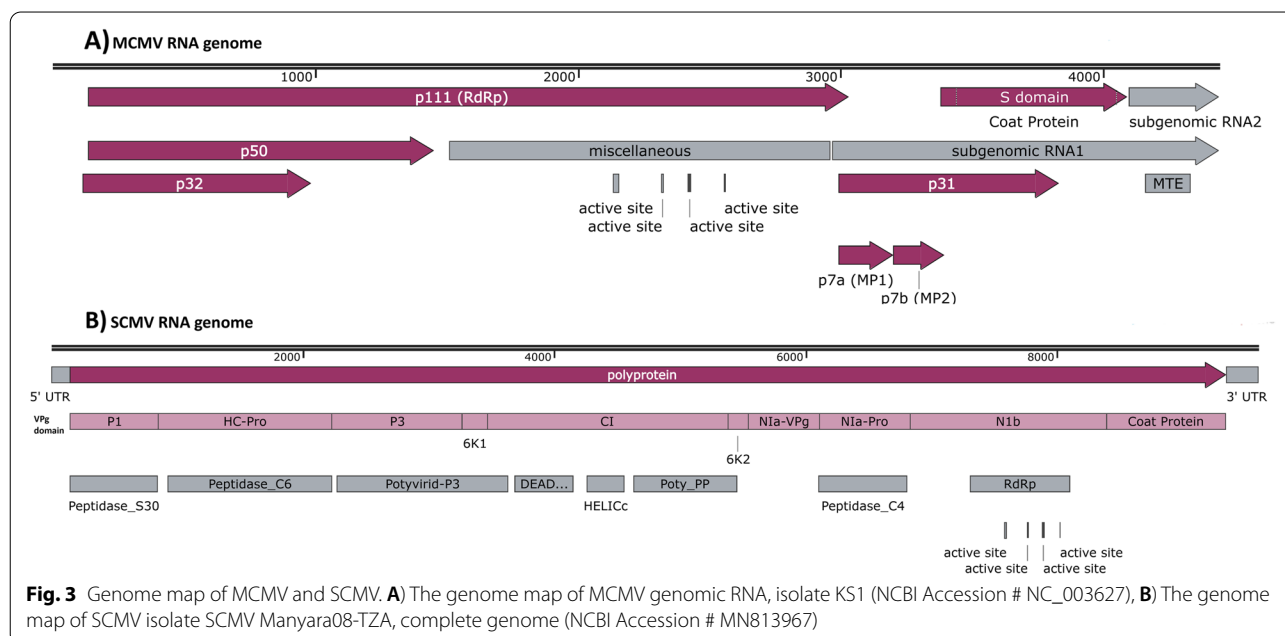 A) MCMV RNA genome
1000 2000 3000 4000
p111 (RdRp) S domain
Coat Protein subgenomic RNA2
p50 miscellaneous subgenomic RNA1
p32 p31 MTE
active site active site
active site active site
p7a (MP1)
p7b (MP2)
B) SCMV RNA genome
2000 4000 6000 8000
polyprotein
5' UTR 3' UTR
VPg
domain
P1 HC-Pro P3 CI NIa-VPg NIa-Pro N1b Coat Protein
6K1
6K2
Peptidase_C6 Potyvirid-P3 DEAD... Poty_PP RdRp
Peptidase_S30 HELICc Peptidase_C4
active site active site
active site active site
Fig. 3 Genome map of MCMV and SCMV. A) The genome map of MCMV genomic RNA, isolate KS1 (NCBI Accession # NC_003627), B) The genome
map of SCMV isolate SCMV Manyara08-TZA, complete genome (NCBI Accession # MN813967)